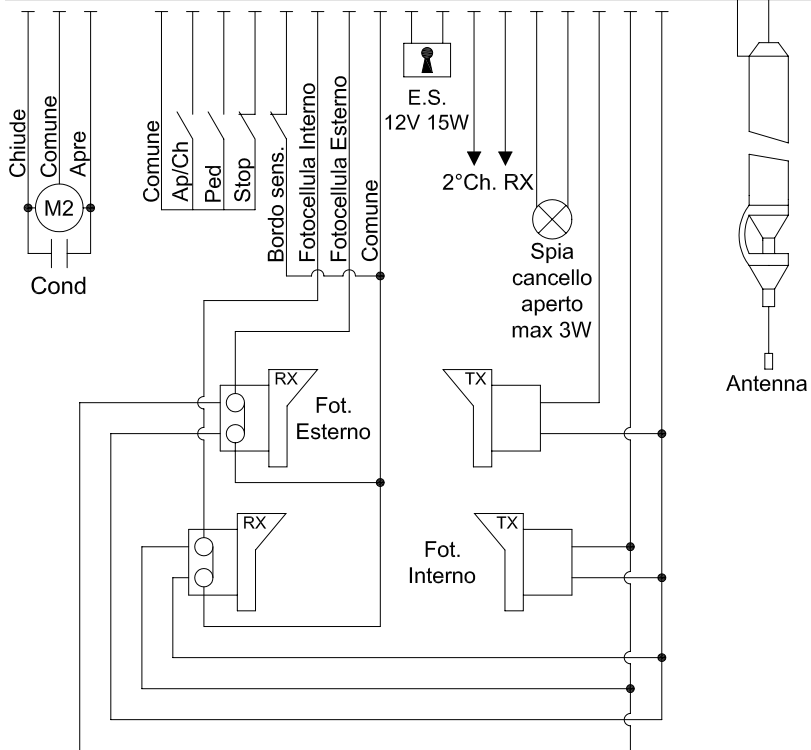 Chiude
Comune
Apre
M2
Cond
Comune
Ap/Ch
Ped
Stop
Bordo sens.
Fotocellula Interno
Fotocellula Esterno
Comune
E.S.
12V 15W
2°Ch. RX
Spia
cancello
aperto
max 3W
Antenna
RX
Fot.
Esterno
TX
RX
Fot.
Interno
TX